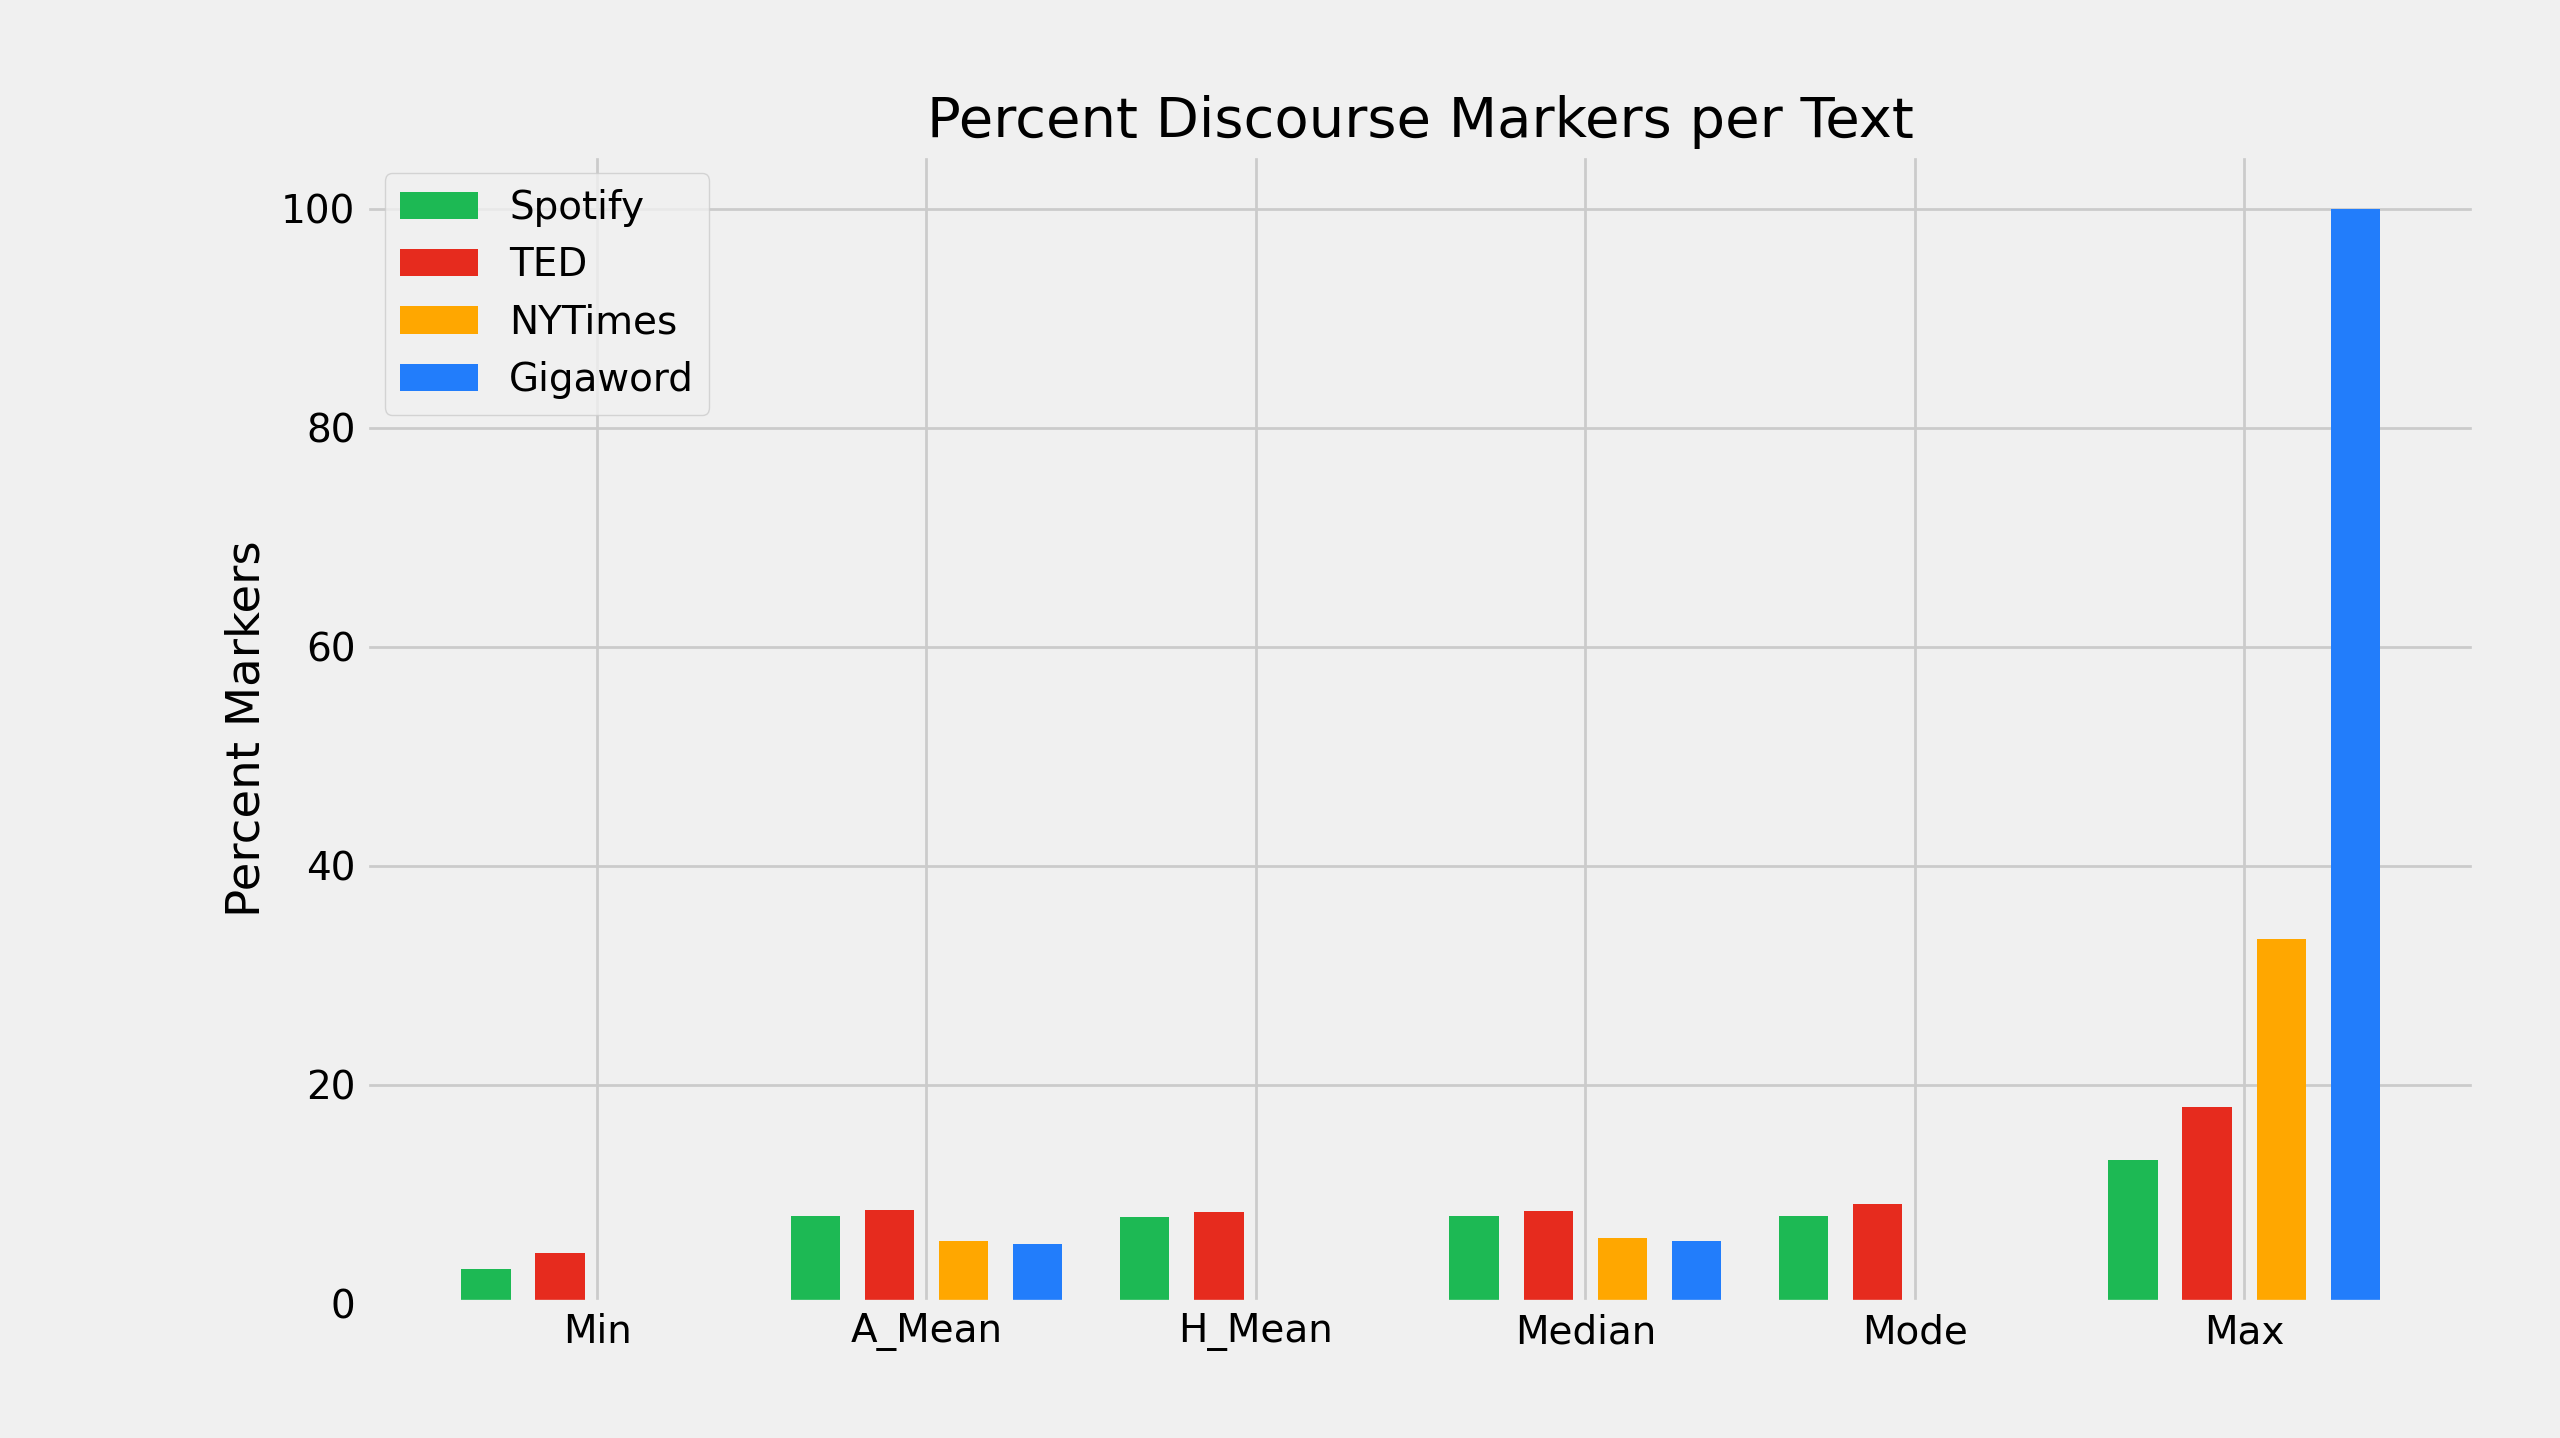 Percent Discourse Markers per Text
Spotify
TED
NYTimes
Gigaword
Percent Markers
100
80
60
40
20
0
Min
A_Mean
H_Mean
Median
Mode
Max